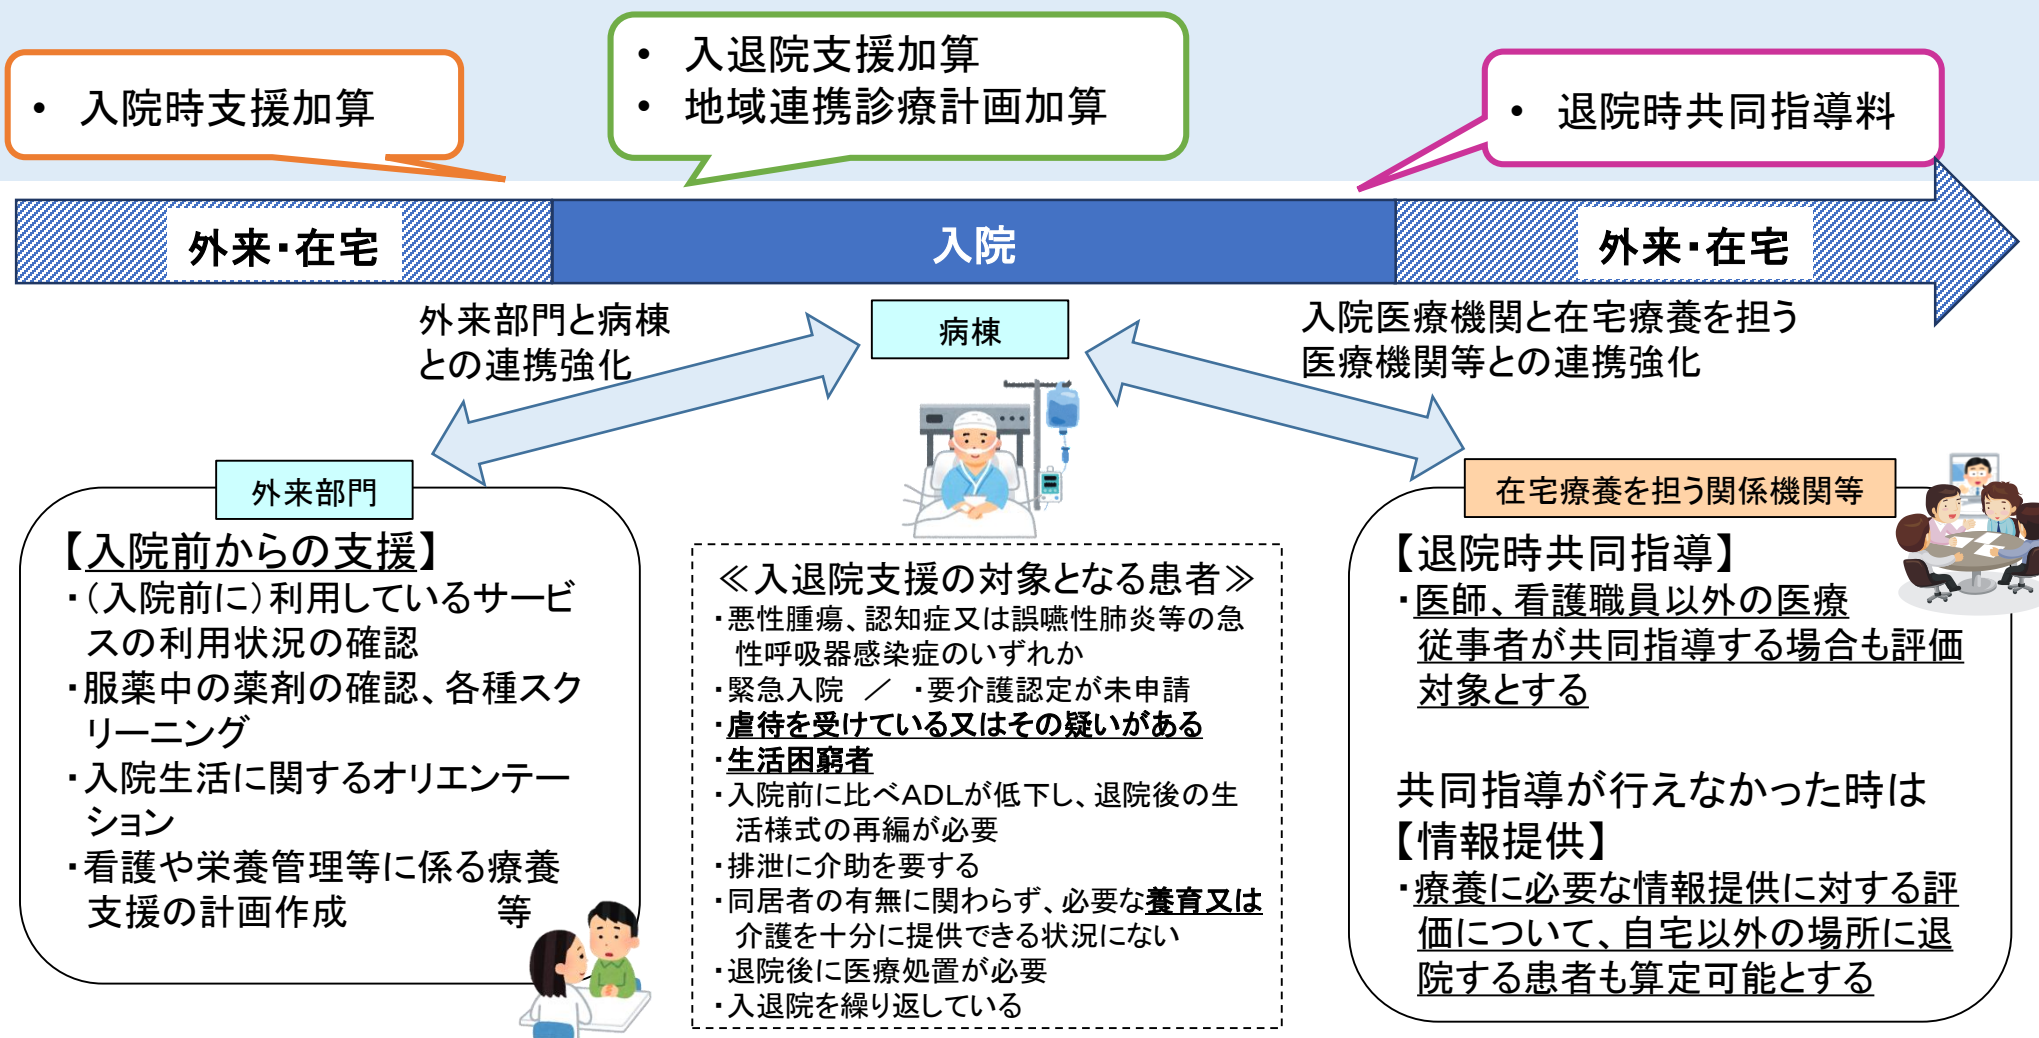 • 入院時支援加算
• 入退院支援加算
• 地域連携診療計画加算
• 退院時共同指導料
外来・在宅
入院
外来・在宅
外来部門と病棟
との連携強化
病棟
入院医療機関と在宅療養を担う
医療機関等との連携強化
外来部門
【入院前からの支援】
・（入院前に）利用しているサービ
スの利用状況の確認
・服薬中の薬剤の確認、各種スク
リーニング
・入院生活に関するオリエンテー
ション
・看護や栄養管理等に係る療養
支援の計画作成　　　　等
≪入退院支援の対象となる患者≫
・悪性腫瘍、認知症又は誤嚥性肺炎等の急
性呼吸器感染症のいずれか
・緊急入院　／　・要介護認定が未申請
・虐待を受けている又はその疑いがある
・生活困窮者
・入院前に比べADLが低下し、退院後の生
活様式の再編が必要
・排泄に介助を要する
・同居者の有無に関わらず、必要な養育又は
介護を十分に提供できる状況にない
・退院後に医療処置が必要
・入退院を繰り返している
在宅療養を担う関係機関等
【退院時共同指導】
・医師、看護職員以外の医療
従事者が共同指導する場合も評価
対象とする
共同指導が行えなかった時は
【情報提供】
・療養に必要な情報提供に対する評
価について、自宅以外の場所に退
院する患者も算定可能とする